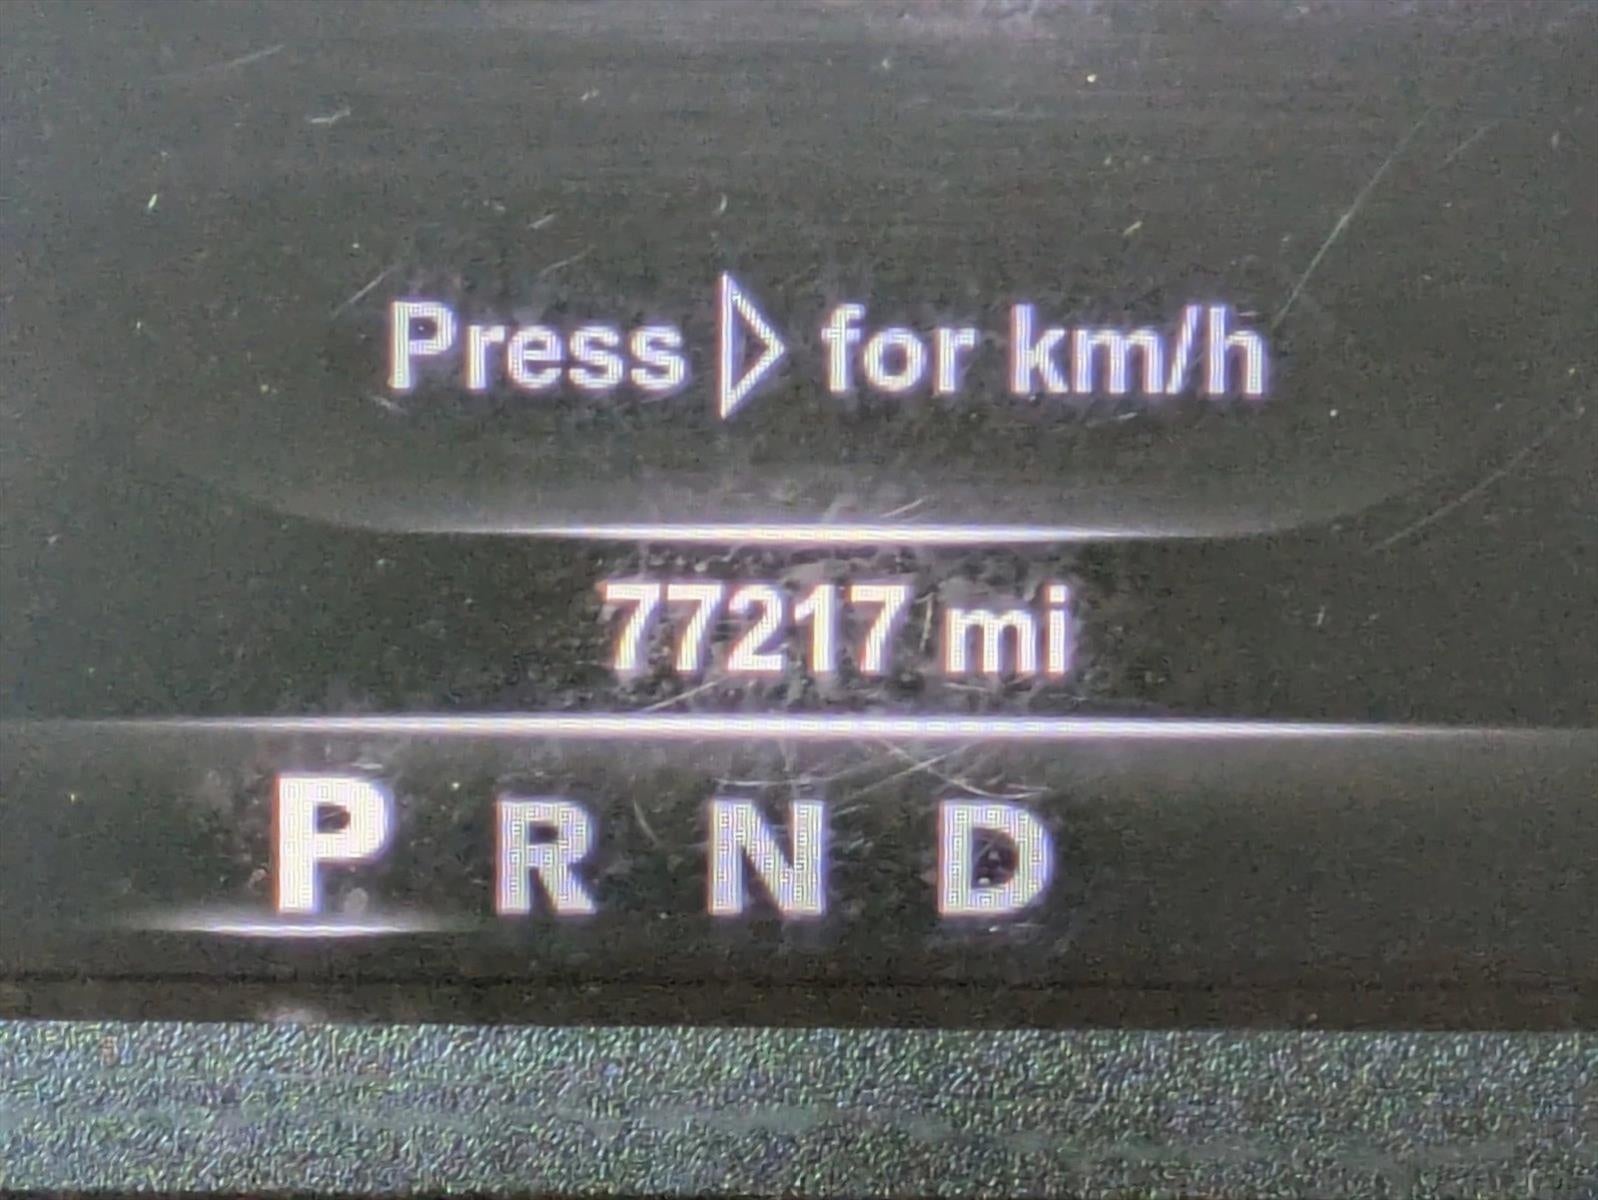 Press ▷ for km/h
77217 mi
P R N D